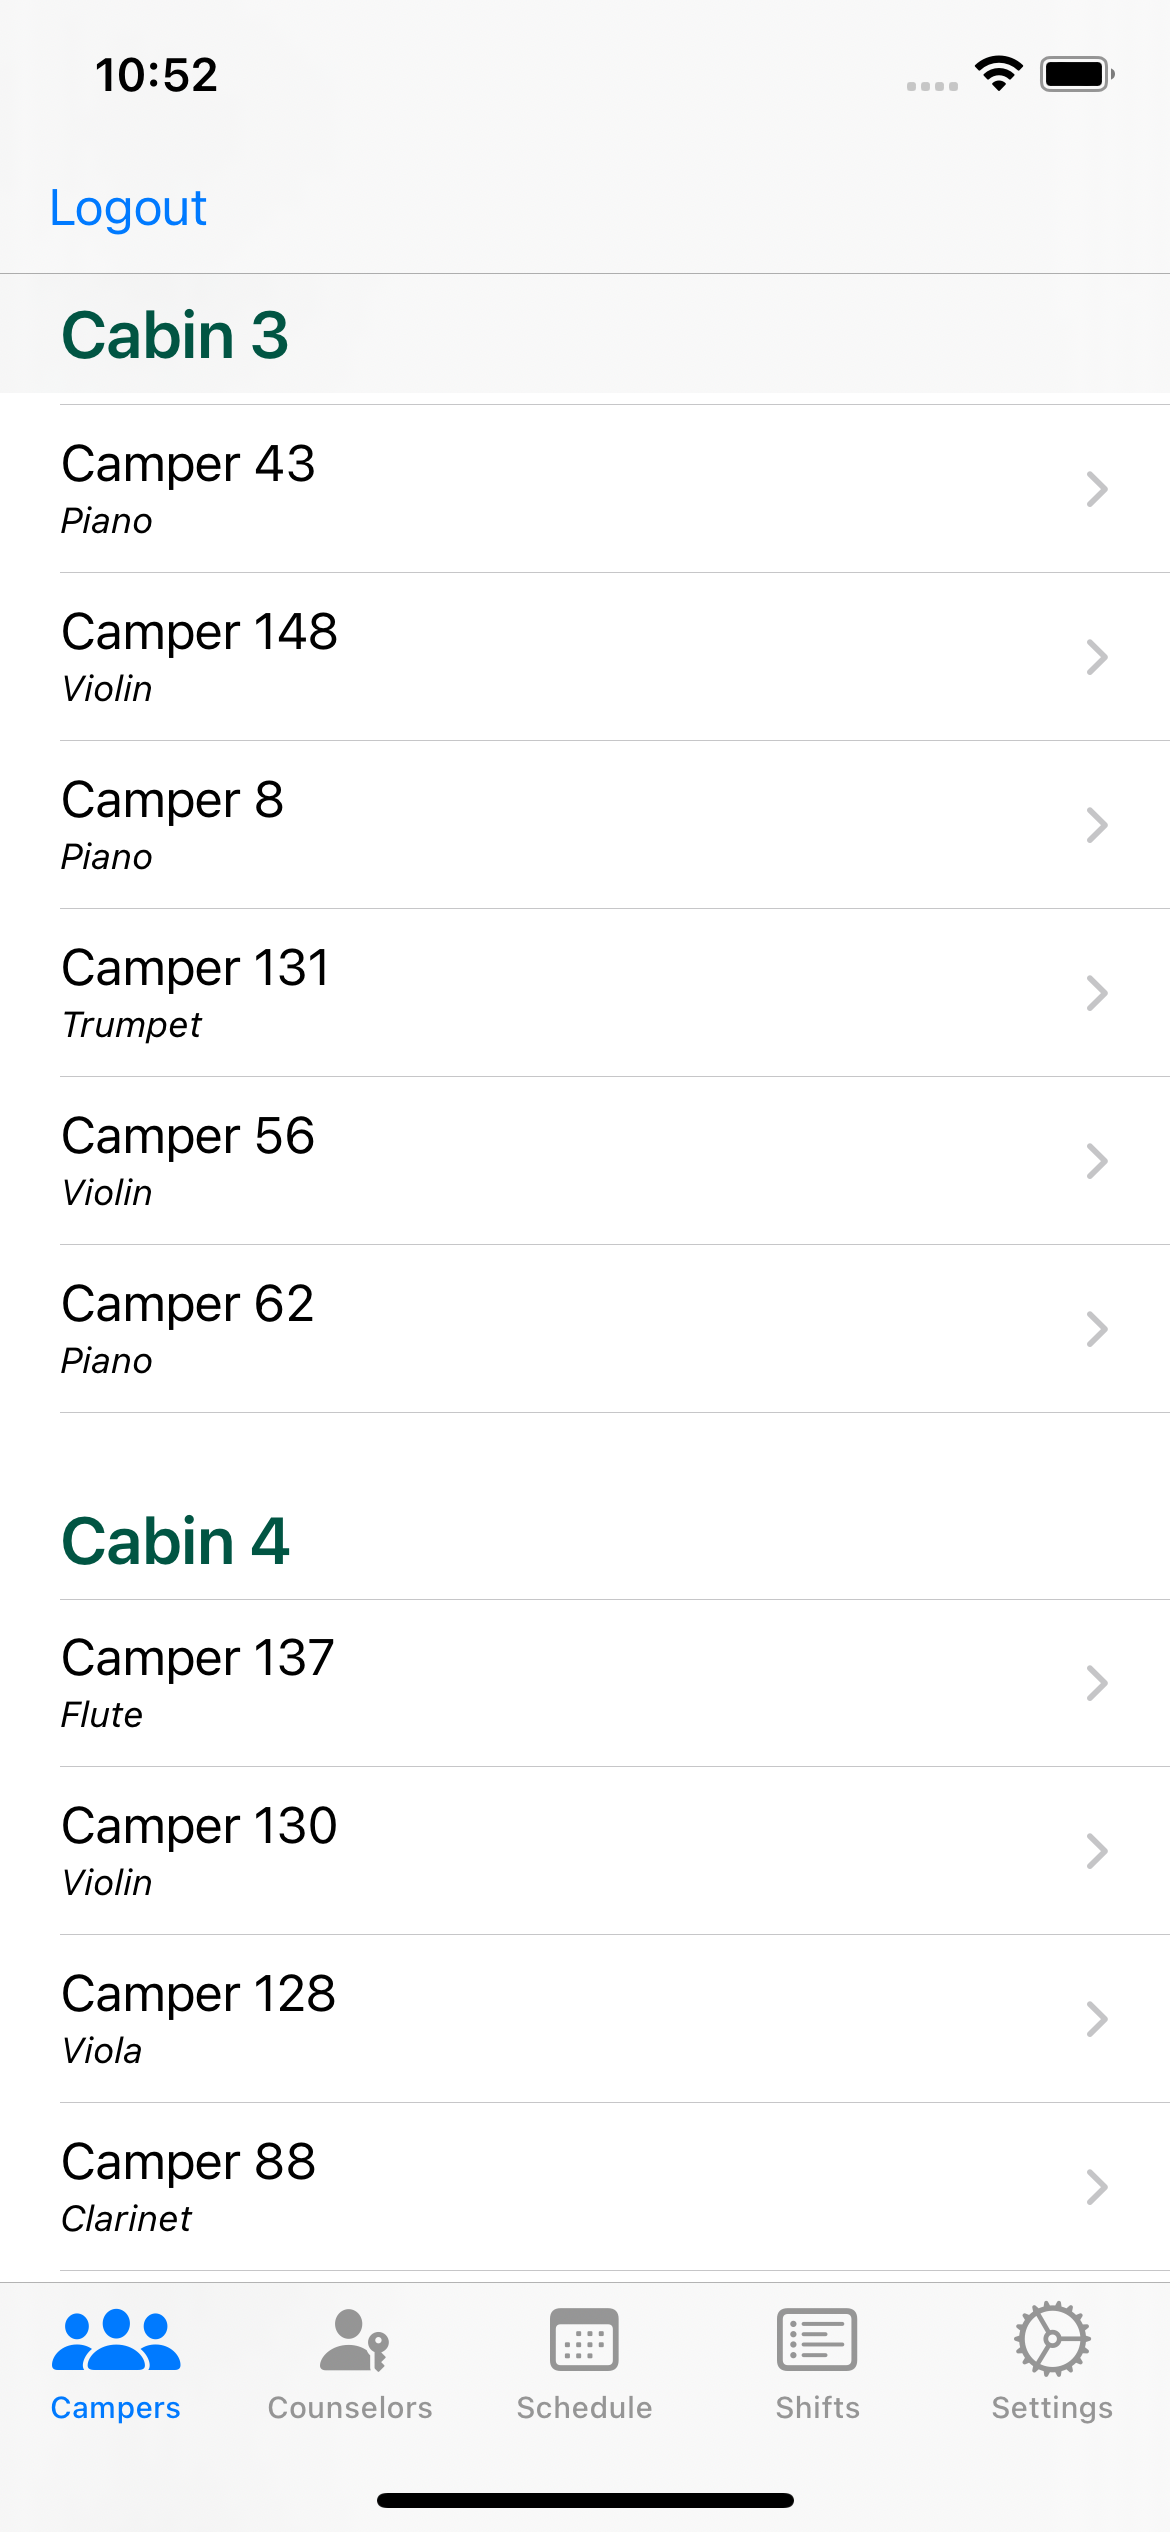 10:52
Logout
Cabin 3
Camper 43
Piano
Camper 148
Violin
Camper 8
Piano
Camper 131
Trumpet
Camper 56
Violin
Camper 62
Piano
Cabin 4
Camper 137
Flute
Camper 130
Violin
Camper 128
Viola
Camper 88
Clarinet
Campers Counselors Schedule Shifts Settings